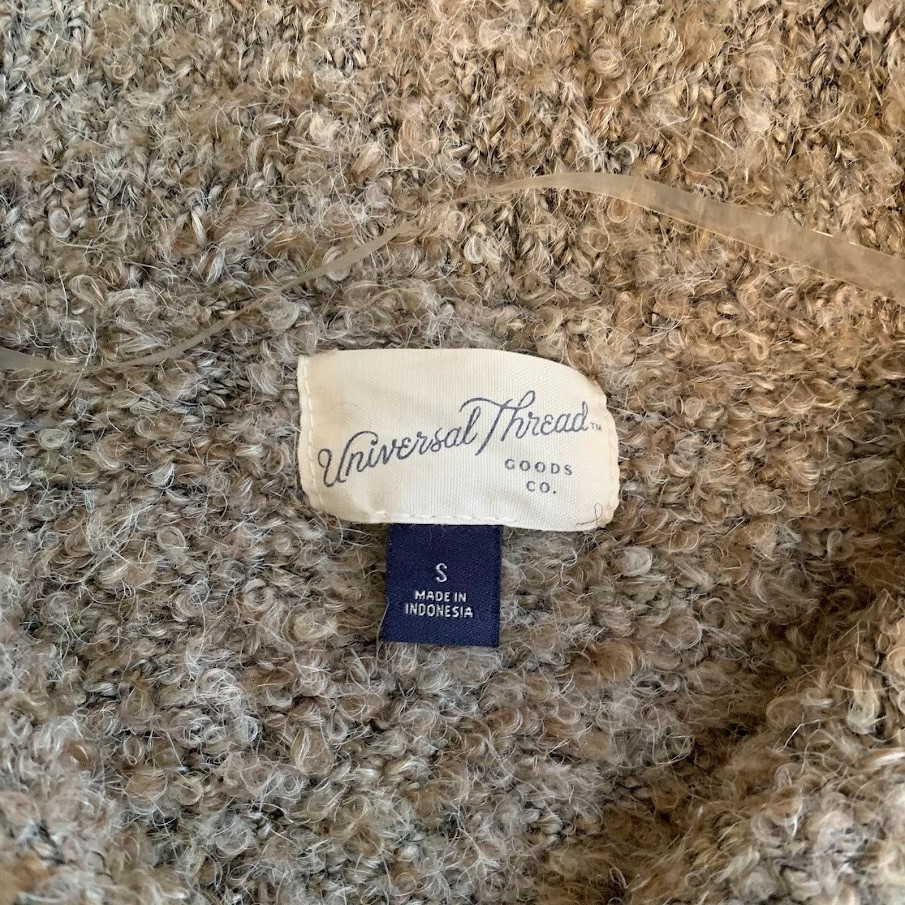 Universal Thread™
GOODS
CO.
S
MADE IN
INDONESIA